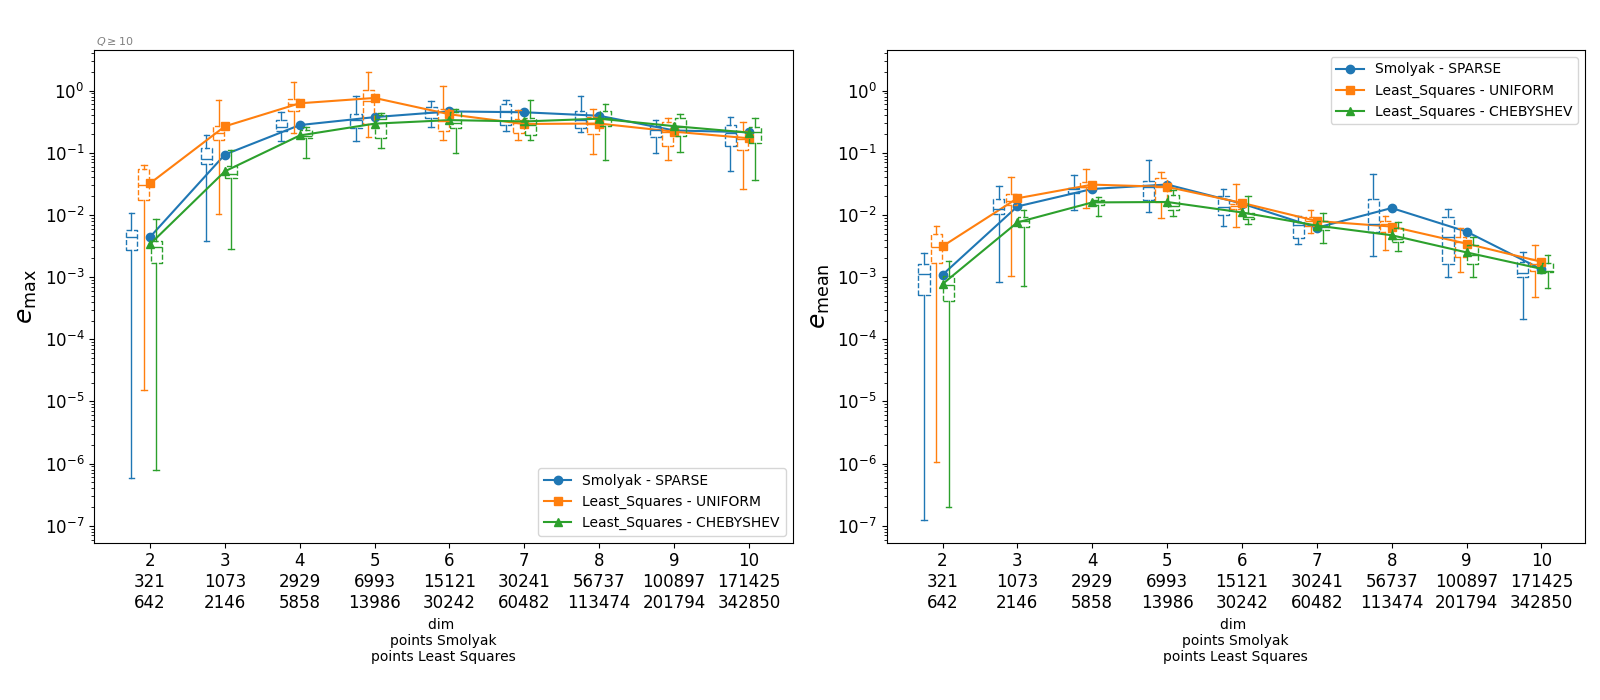 Q ≥ 10
e_max
10^0
10^-1
10^-2
10^-3
10^-4
10^-5
10^-6
10^-7
Smolyak - SPARSE
Least_Squares - UNIFORM
Least_Squares - CHEBYSHEV
2 3 4 5 6 7 8 9 10
321 1073 2929 6993 15121 30241 56737 100897 171425
642 2146 5858 13986 30242 60482 113474 201794 342850
dim
points Smolyak
points Least Squares
e_mean
10^0
10^-1
10^-2
10^-3
10^-4
10^-5
10^-6
10^-7
Smolyak - SPARSE
Least_Squares - UNIFORM
Least_Squares - CHEBYSHEV
2 3 4 5 6 7 8 9 10
321 1073 2929 6993 15121 30241 56737 100897 171425
642 2146 5858 13986 30242 60482 113474 201794 342850
dim
points Smolyak
points Least Squares